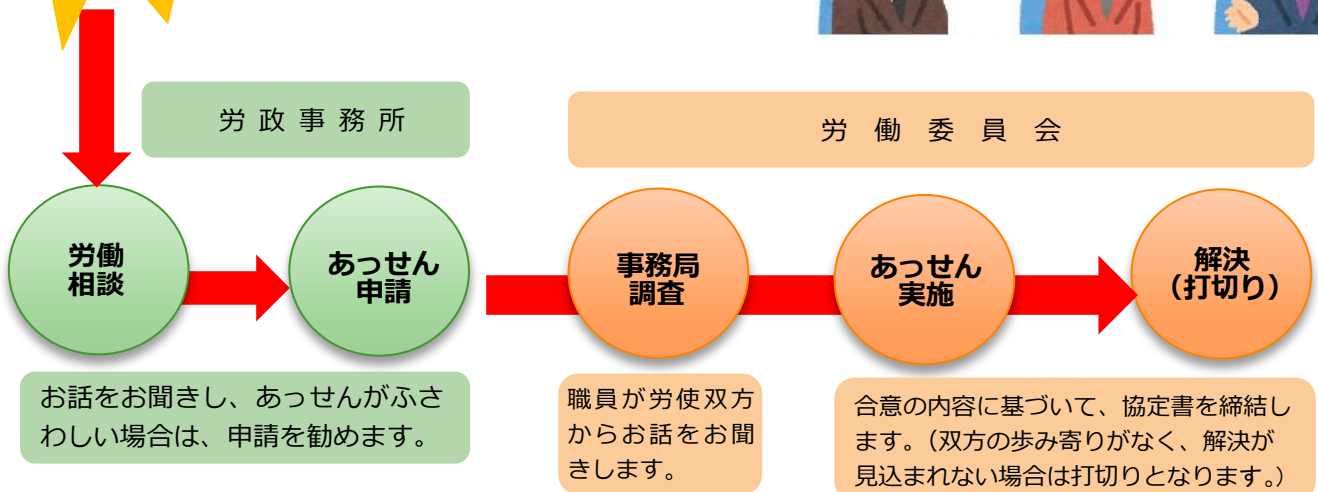 労政事務所
労働委員会
労働
相談
あっせん
申請
事務局
調査
あっせん
実施
解決
（打切り）
お話をお聞きし、あっせんがふさ
わしい場合は、申請を勧めます。
職員が労使双方
からお話をお聞
きします。
合意の内容に基づいて、協定書を締結し
ます。（双方の歩み寄りがなく、解決が
見込まれない場合は打切りとなります。）